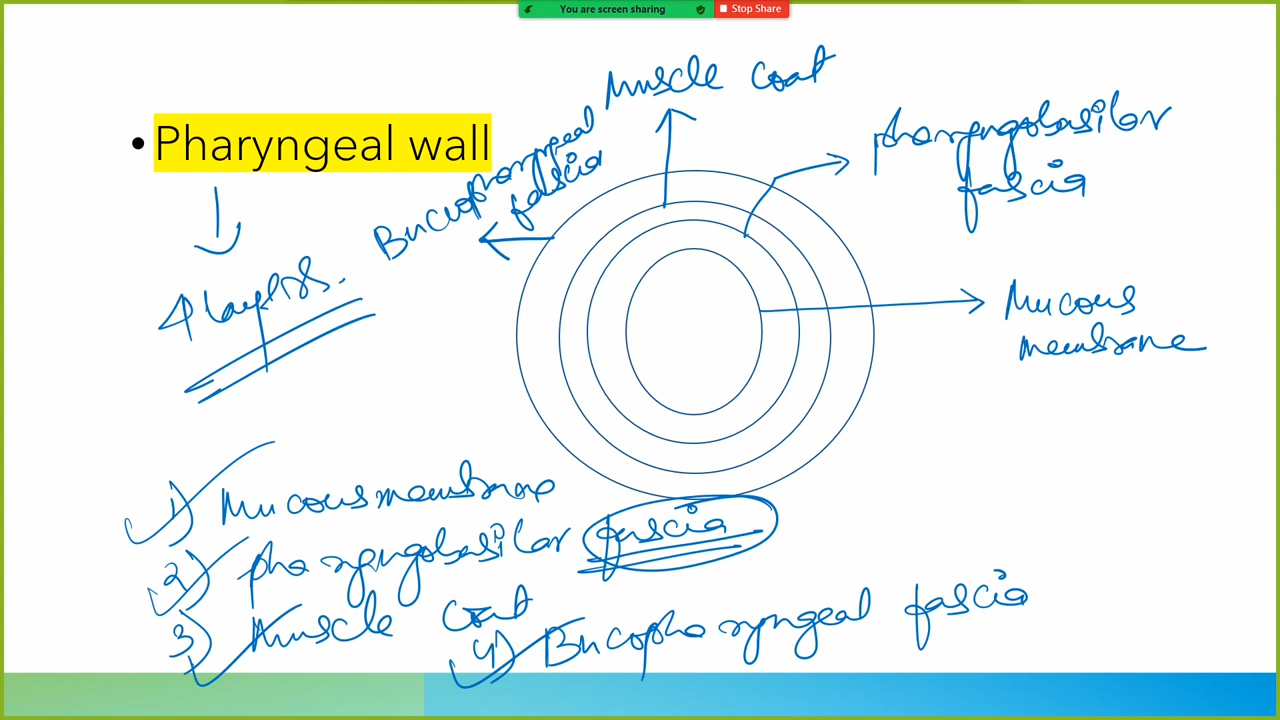 You are screen sharing
Stop Share
Muscle coat
• Pharyngeal wall
Buccopharyngeal
fascia
pharyngobasilar
fascia
4 layers.
Mucous
membrane
1) Mucous membrane
2) pharyngobasilar fascia
3) Muscle coat
4) Bucopharyngeal fascia